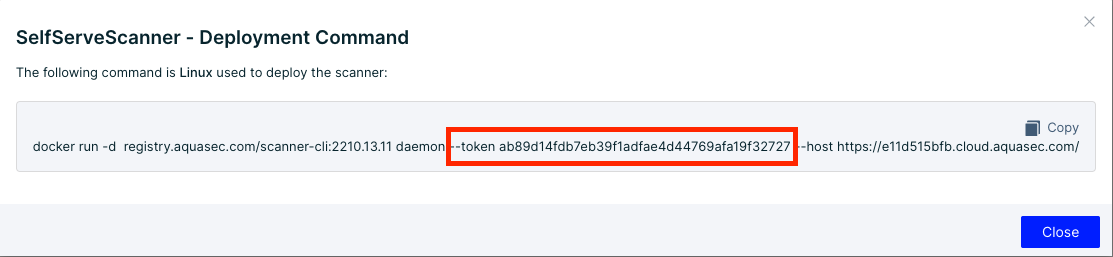 SelfServeScanner - Deployment Command
The following command is Linux used to deploy the scanner:
Copy
docker run -d registry.aquasec.com/scanner-cli:2210.13.11 daemon --token ab89d14fdb7eb39f1adfae4d44769afa19f32727 --host https://e11d515bfb.cloud.aquasec.com/
Close